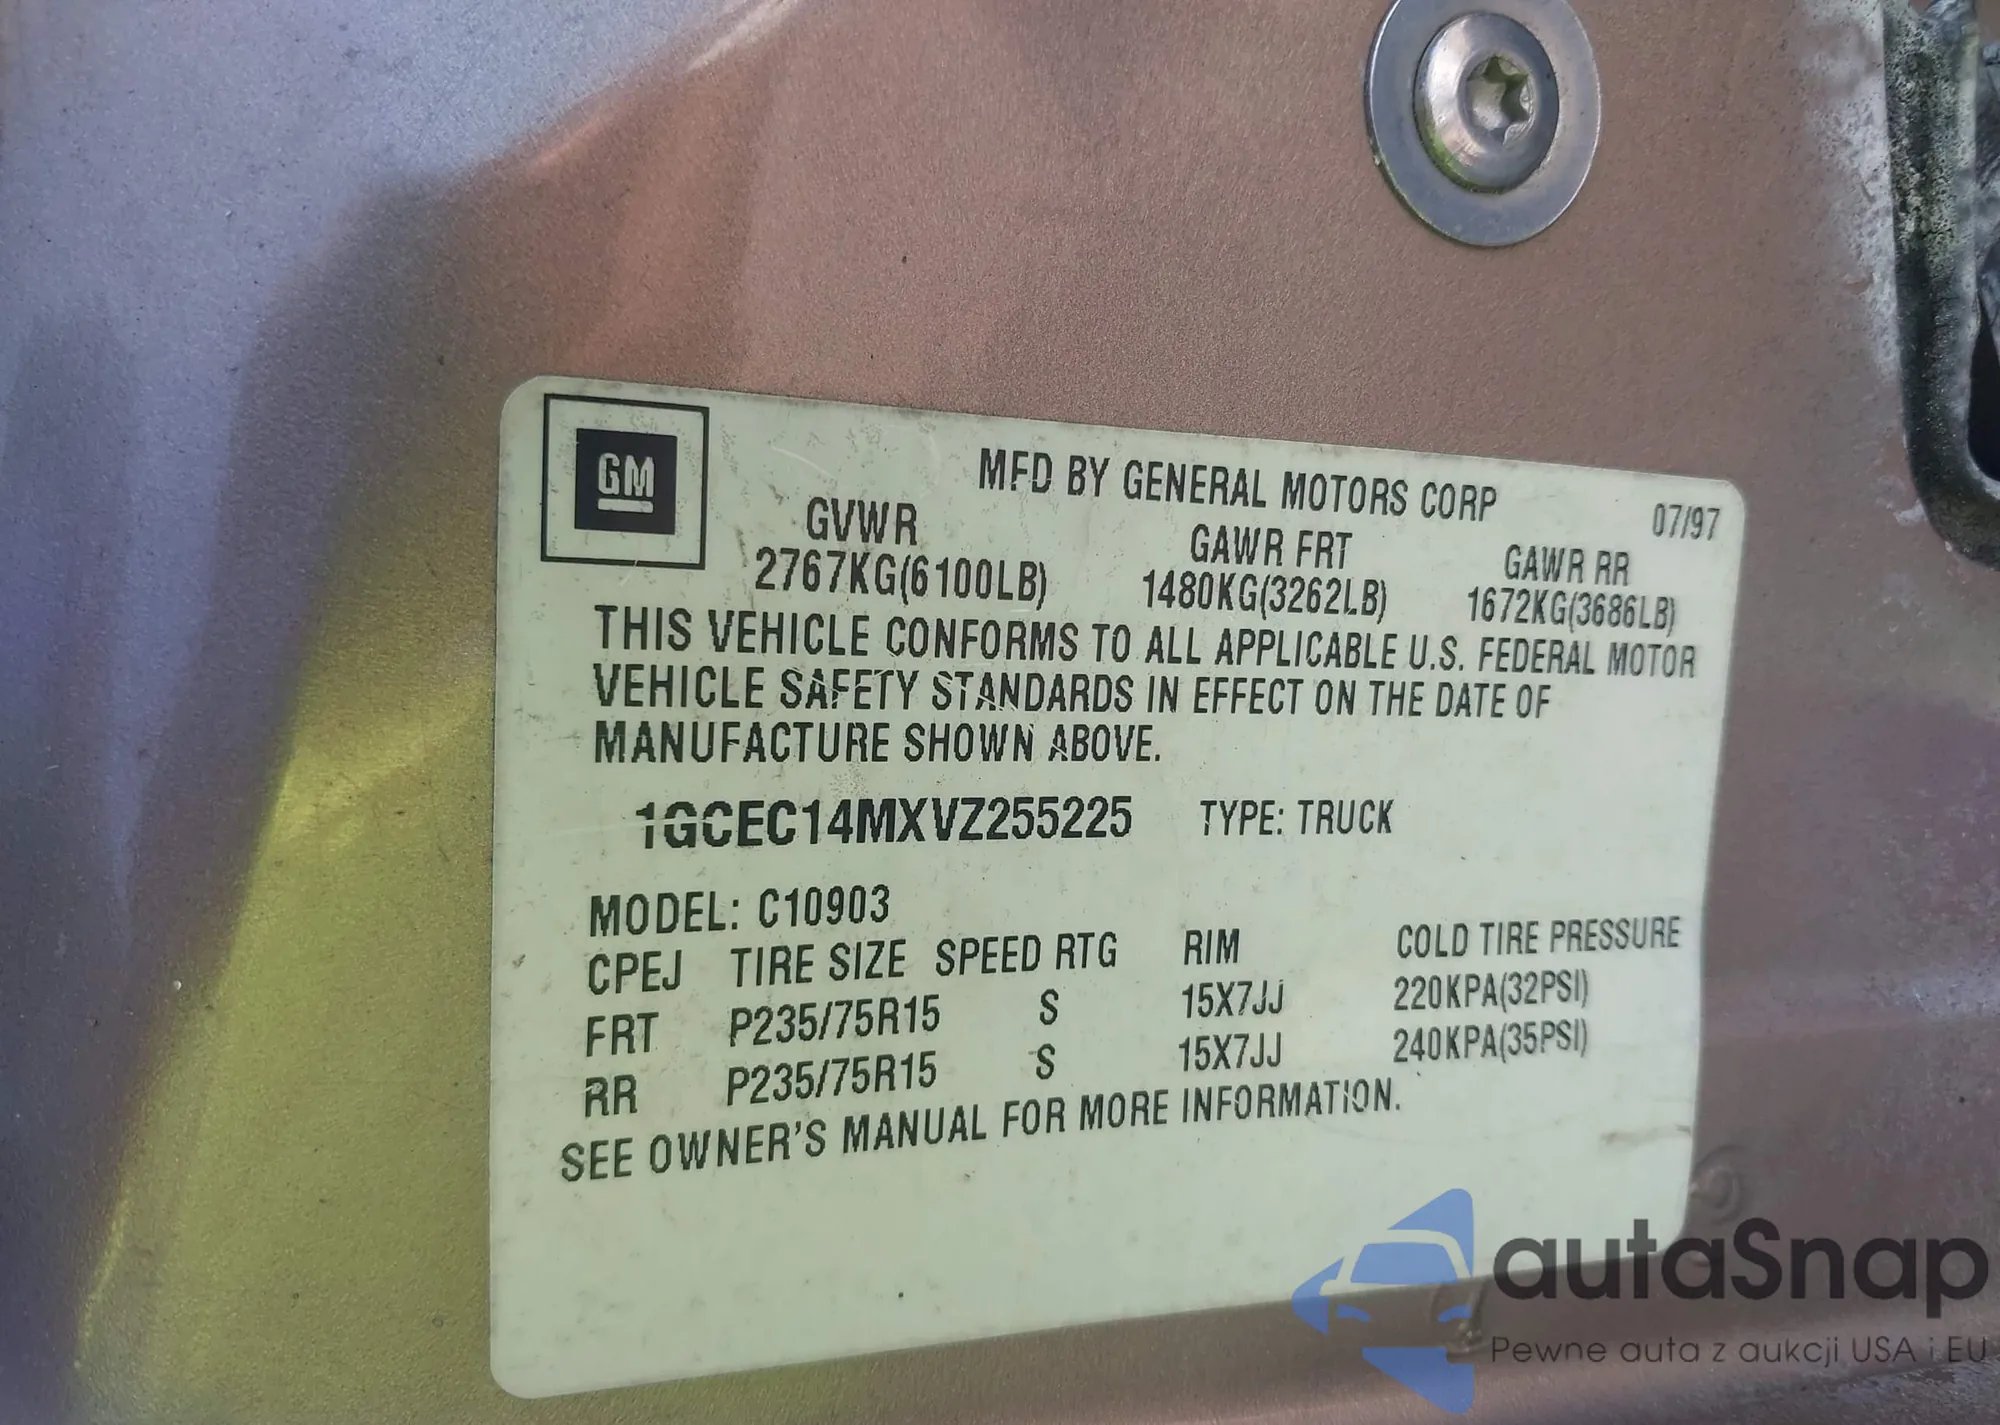 GM
MFD BY GENERAL MOTORS CORP 07/97
GVWR GAWR FRT GAWR RR
2767KG(6100LB) 1480KG(3262LB) 1672KG(3686LB)
THIS VEHICLE CONFORMS TO ALL APPLICABLE U.S. FEDERAL MOTOR
VEHICLE SAFETY STANDARDS IN EFFECT ON THE DATE OF
MANUFACTURE SHOWN ABOVE.
1GCEC14MXVZ255225 TYPE: TRUCK
MODEL: C10903
CPEJ TIRE SIZE SPEED RTG RIM COLD TIRE PRESSURE
FRT P235/75R15 S 15X7JJ 220KPA(32PSI)
RR P235/75R15 S 15X7JJ 240KPA(35PSI)
SEE OWNER'S MANUAL FOR MORE INFORMATION.
autaSnap
Pewne auta z aukcji USA i EU